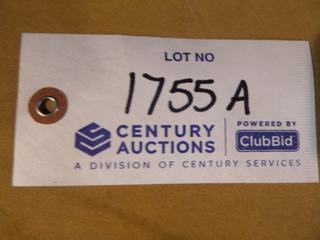 LOT NO
1755 A
CENTURY AUCTIONS
POWERED BY
ClubBid
A DIVISION OF CENTURY SERVICES